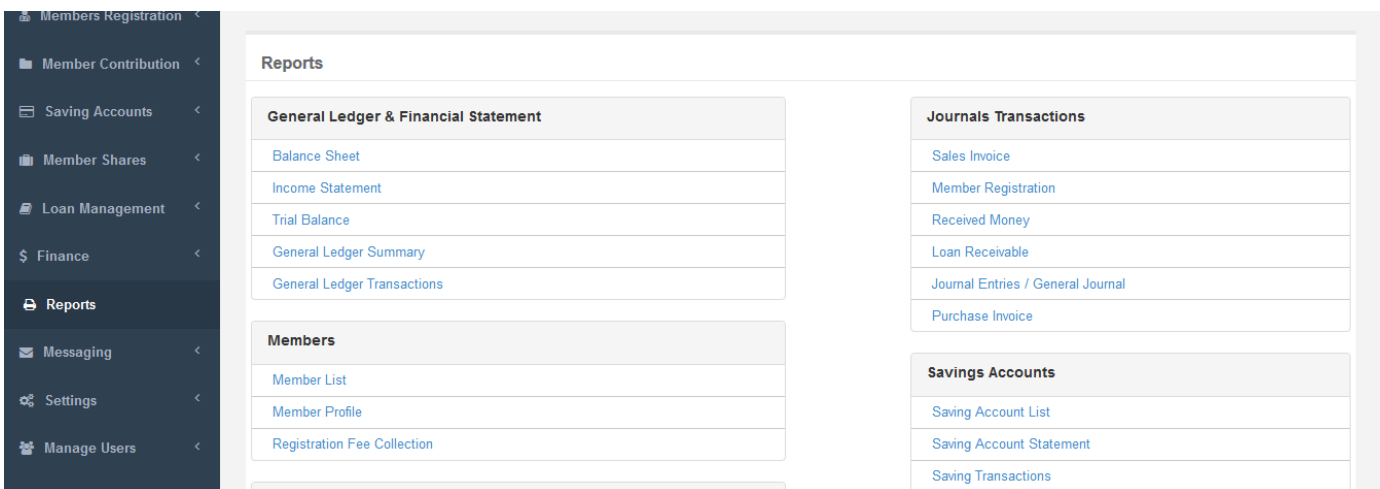 Members Registration
Member Contribution
Saving Accounts
Member Shares
Loan Management
$ Finance
Reports
Messaging
Settings
Manage Users
Reports
General Ledger & Financial Statement
Balance Sheet
Income Statement
Trial Balance
General Ledger Summary
General Ledger Transactions
Members
Member List
Member Profile
Registration Fee Collection
Journals Transactions
Sales Invoice
Member Registration
Received Money
Loan Receivable
Journal Entries / General Journal
Purchase Invoice
Savings Accounts
Saving Account List
Saving Account Statement
Saving Transactions